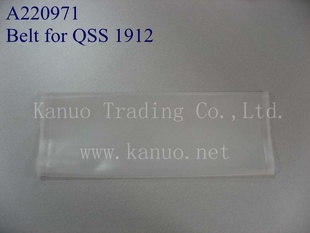 A220971
Belt for QSS 1912
Kanuo Trading Co.,Ltd.
www.kanuo.net